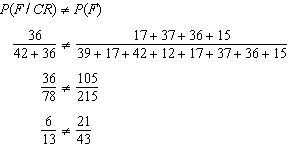 P(F / CR) ≠ P(F)
36/(42 + 36) ≠ (17 + 37 + 36 + 15)/(39 + 17 + 42 + 12 + 17 + 37 + 36 + 15)
36/78 ≠ 105/215
6/13 ≠ 21/43